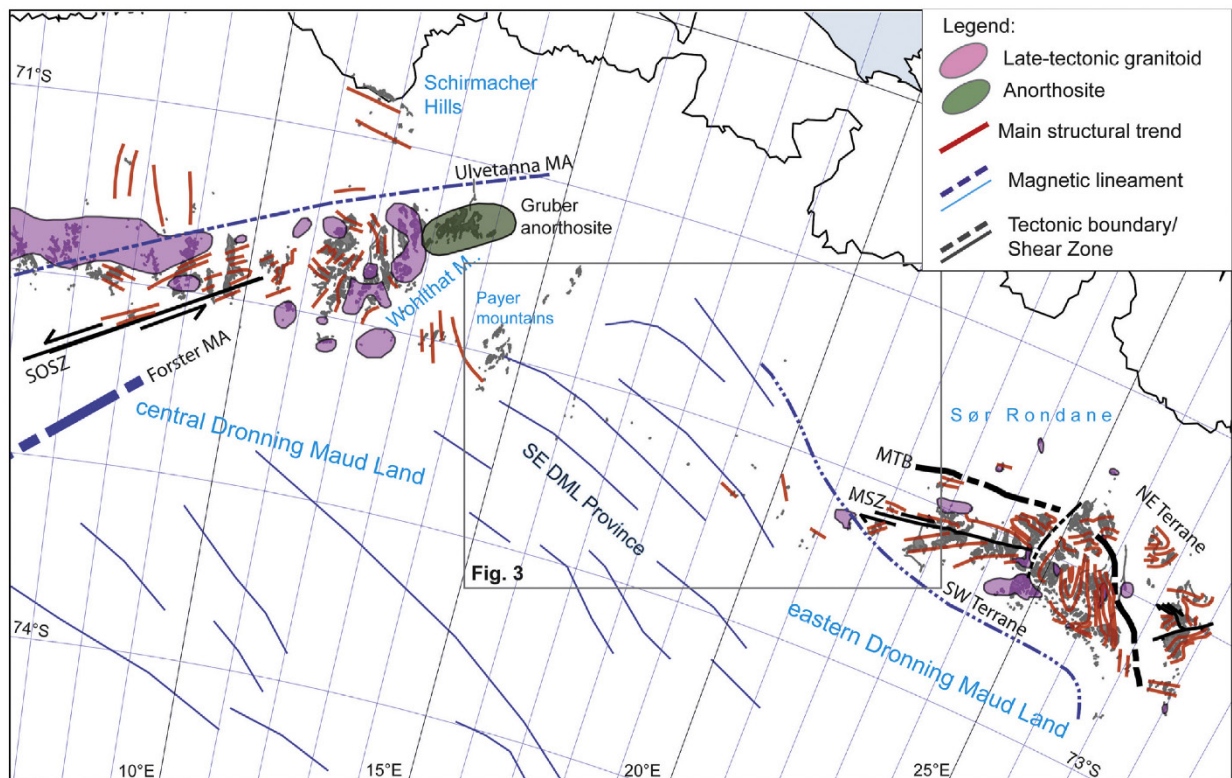 Legend:
Late-tectonic granitoid
Anorthosite
Main structural trend
Magnetic lineament
Tectonic boundary/
Shear Zone
71°S
Schirmacher
Hills
Ulvetanna MA
Gruber
anorthosite
Wohlthat M..
Payer
mountains
SOSZ
Forster MA
central Dronning Maud Land
SE DML Province
Sør Rondane
MTB
MSZ
NE Terrane
SW Terrane
Fig. 3
eastern Dronning Maud Land
74°S
10°E
15°E
20°E
25°E
73°S